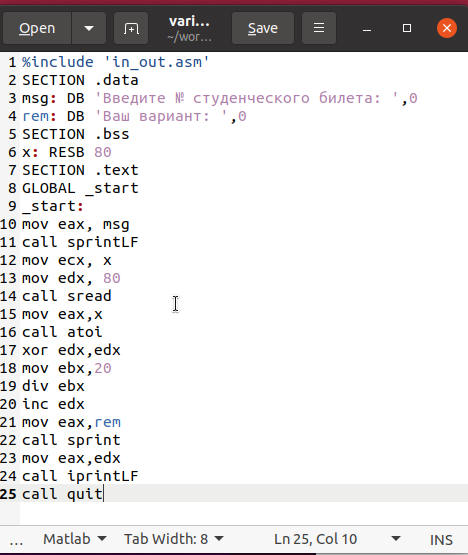 Open
vari...
~/wor...
Save
1 %include 'in_out.asm'
2 SECTION .data
3 msg: DB 'Введите № студенческого билета: ',0
4 rem: DB 'Ваш вариант: ',0
5 SECTION .bss
6 x: RESB 80
7 SECTION .text
8 GLOBAL _start
9 _start:
10 mov eax, msg
11 call sprintLF
12 mov ecx, x
13 mov edx, 80
14 call sread
15 mov eax,x
16 call atoi
17 xor edx,edx
18 mov ebx,20
19 div ebx
20 inc edx
21 mov eax,rem
22 call sprint
23 mov eax,edx
24 call iprintLF
25 call quit
... Matlab Tab Width: 8 Ln 25, Col 10 INS